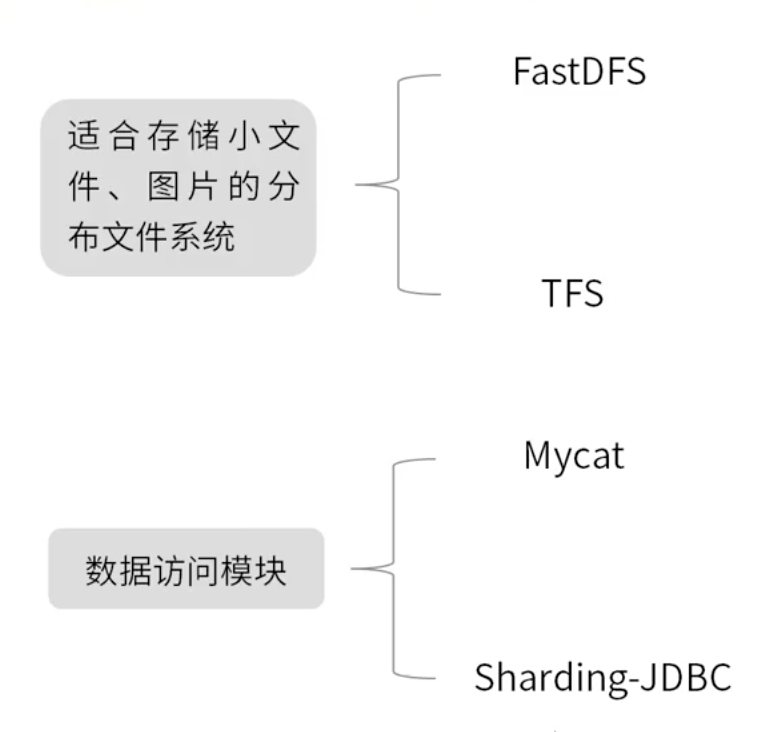 FastDFS
适合存储小文
件、图片的分
布文件系统
TFS
Mycat
数据访问模块
Sharding-JDBC